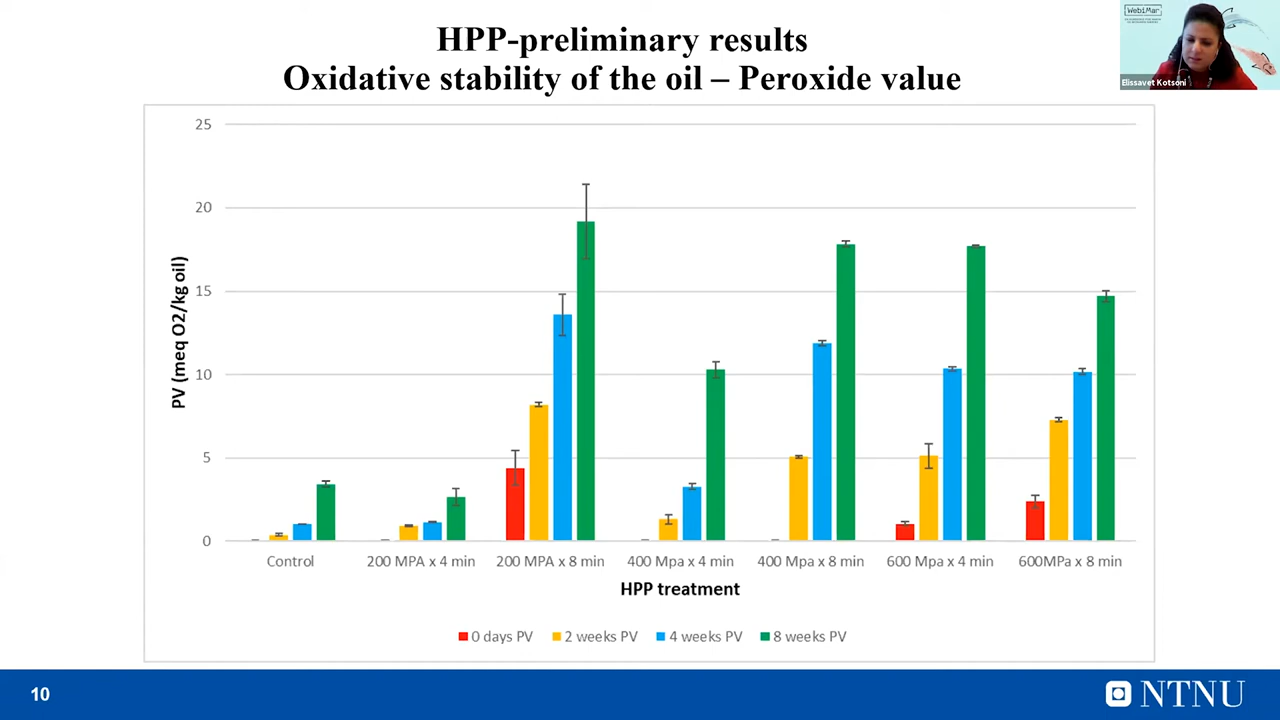 HPP-preliminary results
Oxidative stability of the oil – Peroxide value
WebiMar
Elissavet Kotsoni
25
20
15
10
5
0
PV (meq O2/kg oil)
Control
200 MPA x 4 min
200 MPA x 8 min
400 Mpa x 4 min
400 Mpa x 8 min
600 Mpa x 4 min
600MPa x 8 min
HPP treatment
0 days PV
2 weeks PV
4 weeks PV
8 weeks PV
10
NTNU